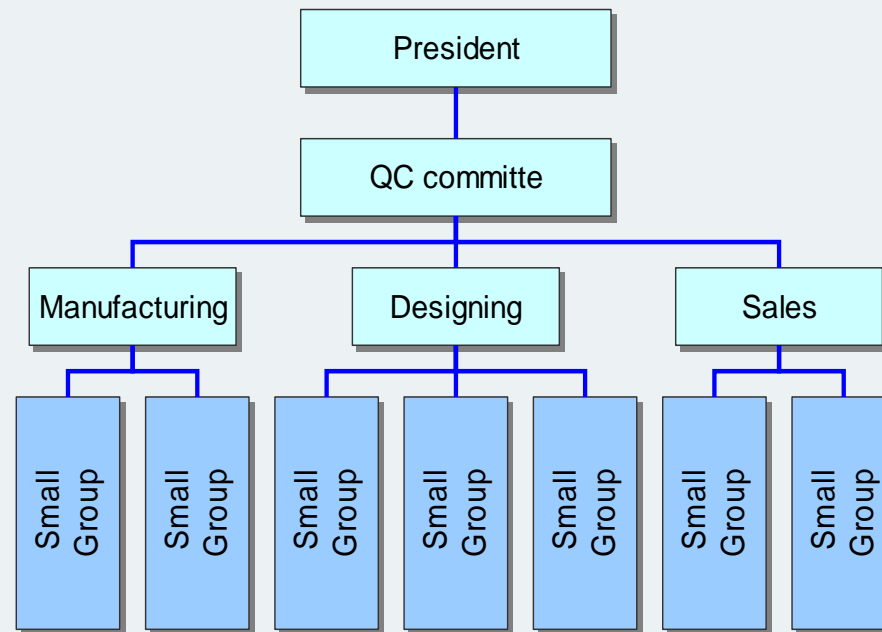 President
QC committe
Manufacturing
Designing
Sales
Small
Group
Small
Group
Small
Group
Small
Group
Small
Group
Small
Group
Small
Group